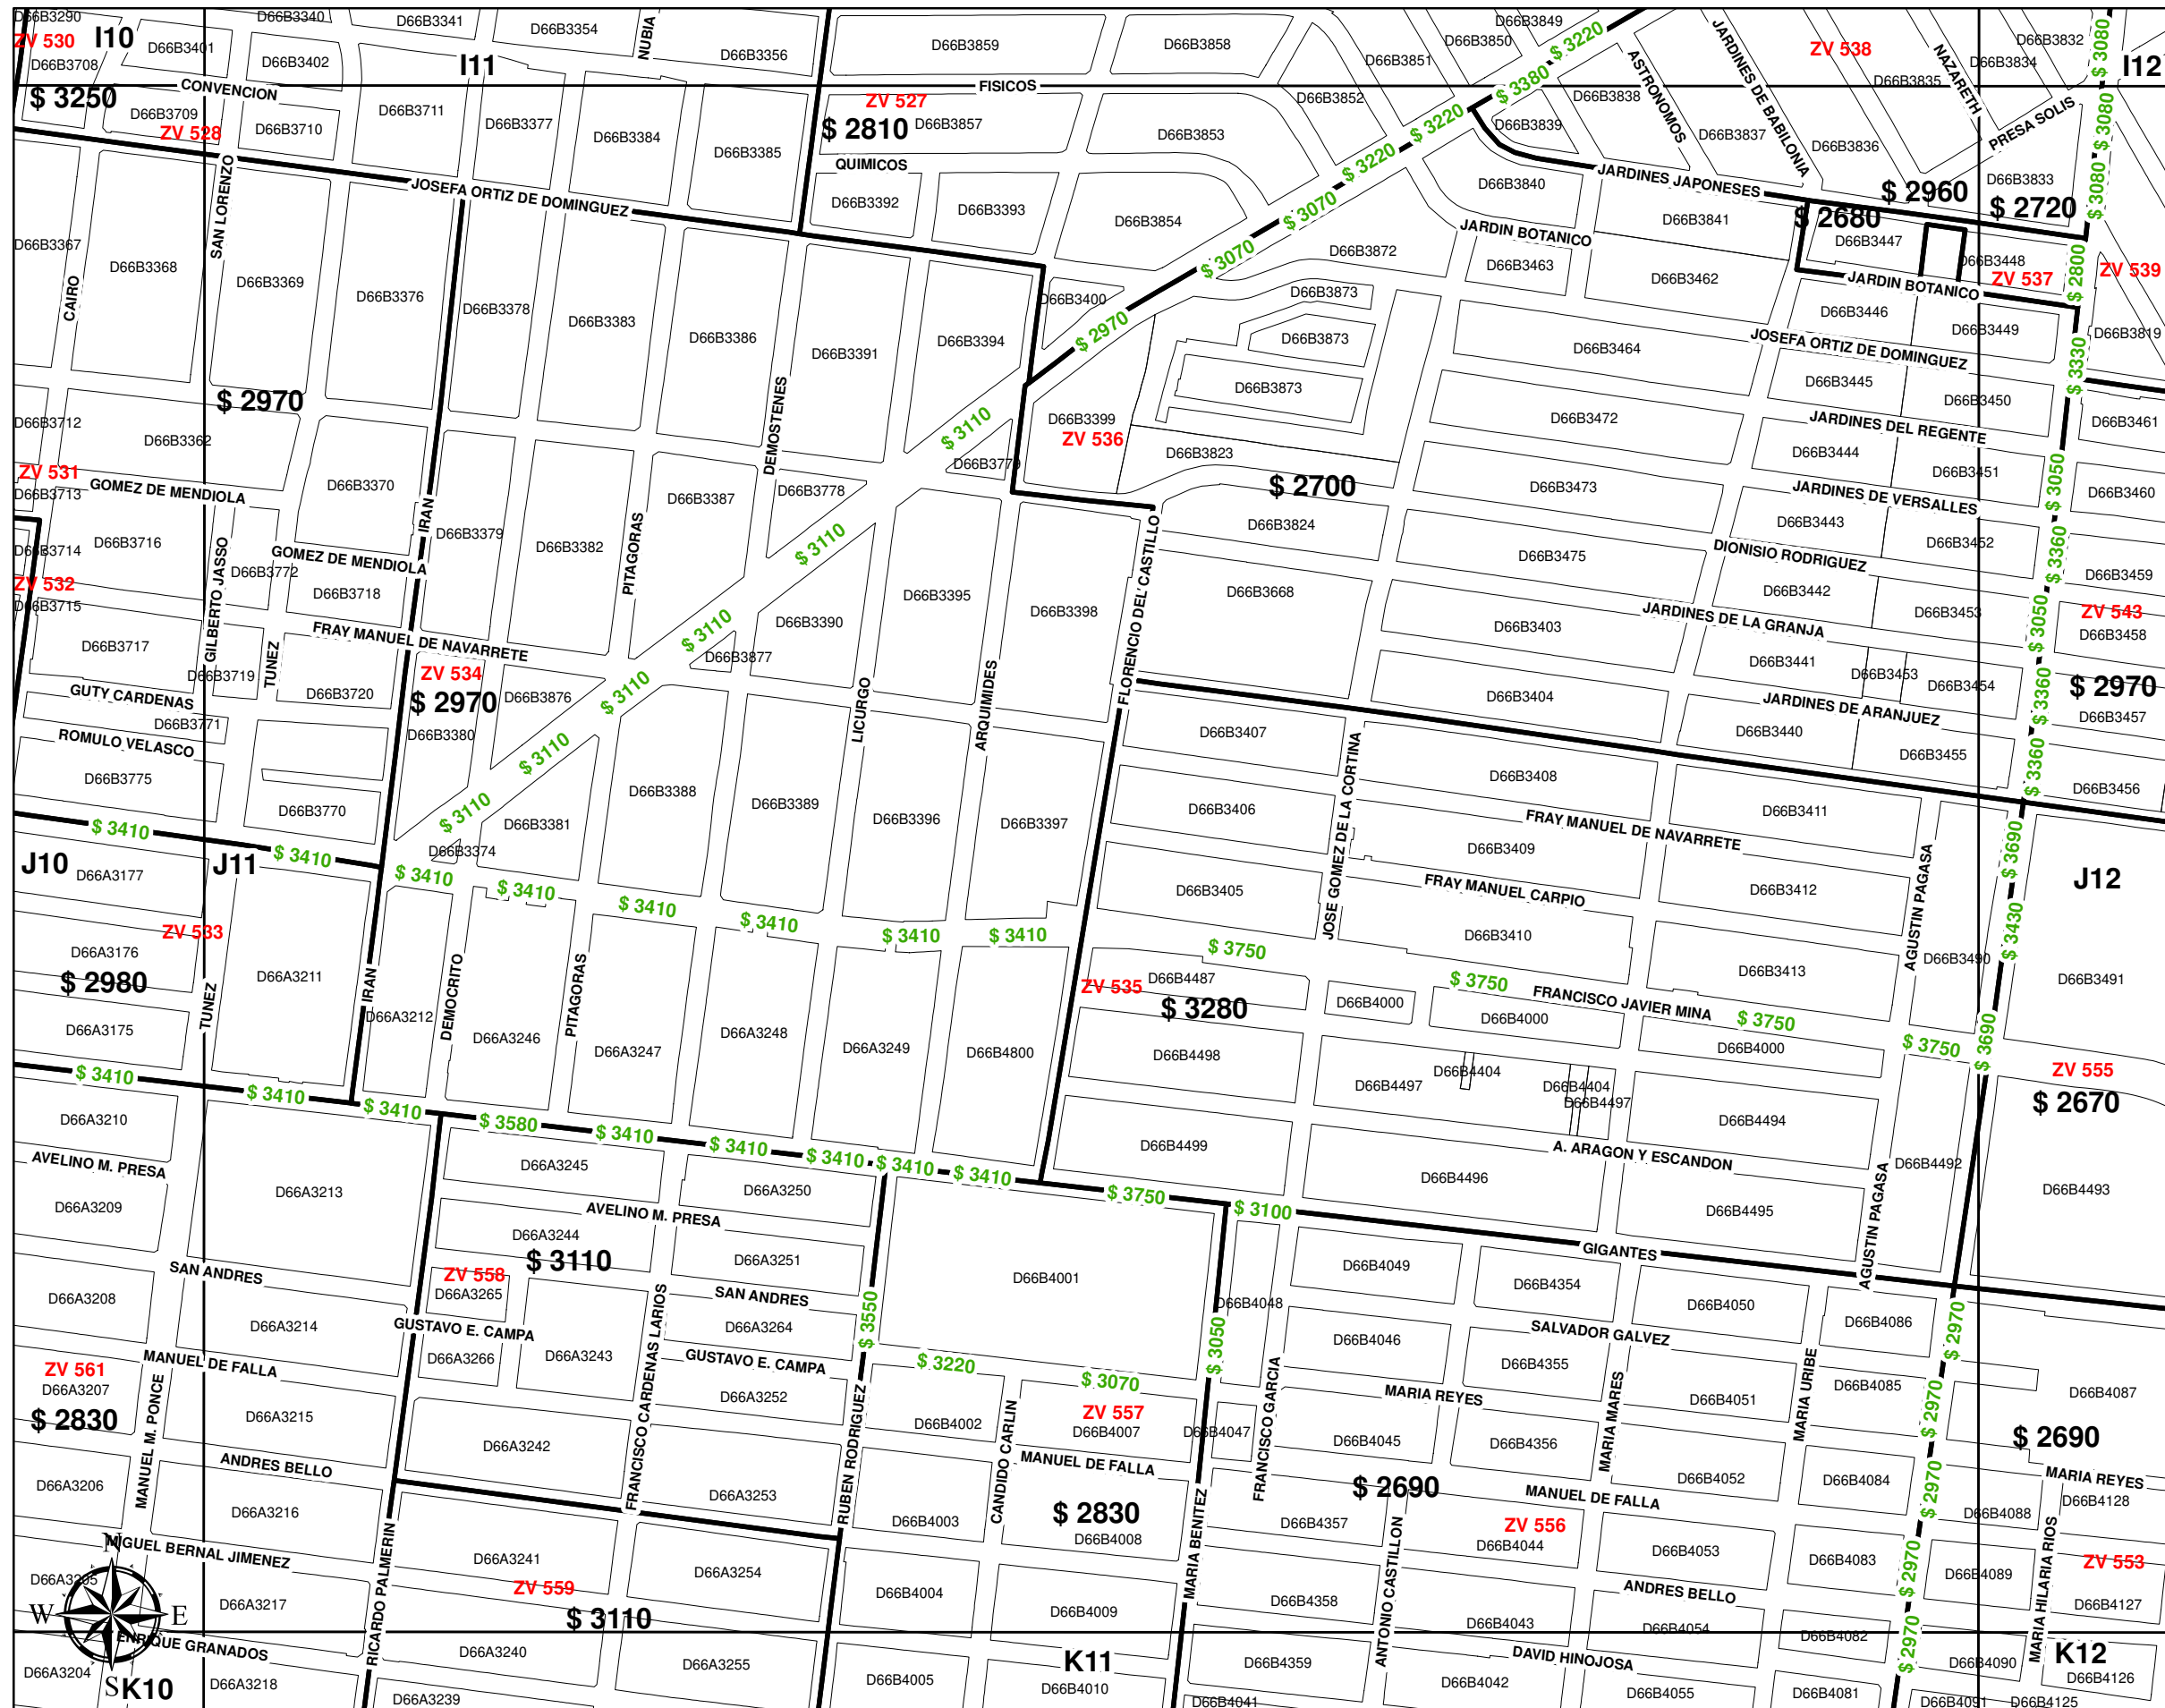 D66B3290
D66B3340
D66B3341
D66B3354
NUBIA
D66B3356
D66B3859
D66B3858
D66B3849
D66B3850
D66B3851
$ 3220
$ 3380
ZV 530
I10
D66B3401
D66B3402
I11
D66B3708
CONVENCION
$ 3250
D66B3709
ZV 528
D66B3710
D66B3711
D66B3377
D66B3384
D66B3385
FISICOS
ZV 527
$ 2810
D66B3857
D66B3853
D66B3852
QUIMICOS
D66B3392
D66B3393
D66B3854
ASTRONOMOS
JARDINES DE BABILONIA
ZV 538
NAZARETH
D66B3832
D66B3834
D66B3835
I12
$ 3080
$ 3080
$ 3080
D66B3838
D66B3839
D66B3837
D66B3836
PRESA SOLIS
D66B3833
$ 3220
$ 3220
$ 3070
$ 3070
$ 2970
D66B3840
JARDINES JAPONESES
$ 2960
$ 2720
$ 2680
D66B3841
D66B3447
D66B3448
ZV 537
ZV 539
$ 2800
D66B3872
JARDIN BOTANICO
D66B3463
D66B3462
JARDIN BOTANICO
JOSEFA ORTIZ DE DOMINGUEZ
SAN LORENZO
D66B3367
CAIRO
D66B3368
D66B3369
D66B3376
D66B3378
D66B3383
D66B3386
D66B3391
D66B3394
D66B3400
D66B3873
D66B3873
D66B3873
D66B3464
D66B3446
D66B3449
D66B3819
$ 3330
JOSEFA ORTIZ DE DOMINGUEZ
D66B3445
D66B3450
D66B3461
$ 2970
D66B3712
D66B3362
DEMOSTENES
$ 3110
D66B3399
ZV 536
D66B3472
JARDINES DEL REGENTE
D66B3444
D66B3451
D66B3460
$ 3050
ZV 531
D66B3713
GOMEZ DE MENDIOLA
D66B3370
IRAN
D66B3379
D66B3382
PITAGORAS
D66B3387
D66B3778
D66B3779
D66B3823
$ 2700
D66B3473
JARDINES DE VERSALLES
D66B3443
D66B3452
D66B3459
$ 3360
D66B3714
D66B3716
GILBERTO JASSO
GOMEZ DE MENDIOLA
D66B3772
D66B3718
$ 3110
D66B3824
D66B3475
DIONISIO RODRIGUEZ
D66B3442
D66B3453
ZV 543
D66B3458
$ 3050
ZV 532
D66B3715
D66B3717
D66B3719
TUNEZ
FRAY MANUEL DE NAVARRETE
$ 3110
D66B3390
D66B3877
D66B3395
D66B3398
FLORENCIO DEL CASTILLO
D66B3668
D66B3403
JARDINES DE LA GRANJA
D66B3441
D66B3453
D66B3454
$ 2970
D66B3457
$ 3360
GUTY CARDENAS
D66B3720
ZV 534
$ 2970
D66B3876
$ 3110
D66B3404
JARDINES DE ARANJUEZ
D66B3440
D66B3455
D66B3771
ROMULO VELASCO
D66B3775
D66B3380
$ 3110
D66B3388
LICURGO
ARQUIMIDES
D66B3407
JOSE GOMEZ DE LA CORTINA
D66B3408
D66B3411
D66B3456
$ 3360
D66B3770
$ 3110
D66B3381
D66B3389
D66B3396
D66B3397
D66B3406
FRAY MANUEL DE NAVARRETE
D66B3409
$ 3690
$ 3410
$ 3410
D66B3374
J10
D66A3177
J11
$ 3410
$ 3410
$ 3410
$ 3410
$ 3410
$ 3410
D66B3405
FRAY MANUEL CARPIO
D66B3412
AGUSTIN PAGASA
J12
ZV 533
D66A3176
$ 2980
D66A3211
TUNEZ
IRAN
D66A3212
DEMOCRITO
D66A3246
PITAGORAS
D66A3247
D66A3248
D66A3249
D66B4800
$ 3750
D66B3410
D66B3413
D66B3490
$ 3430
D66B3491
D66B4487
ZV 535
$ 3280
D66B4000
$ 3750
FRANCISCO JAVIER MINA
D66B4000
$ 3750
D66B4000
$ 3750
$ 3690
ZV 555
$ 2670
D66A3175
D66B4498
D66B4497
D66B4404
D66B4404
D66B4497
D66B4494
$ 3410
$ 3410
$ 3410
$ 3580
$ 3410
$ 3410
$ 3410
$ 3410
$ 3410
D66A3210
AVELINO M. PRESA
D66A3209
D66A3213
D66A3245
D66A3250
D66B4499
A. ARAGON Y ESCANDON
D66B4496
D66B4495
D66B4492
AGUSTIN PAGASA
D66B4493
AVELINO M. PRESA
D66A3244
$ 3110
D66A3251
$ 3750
$ 3100
GIGANTES
SAN ANDRES
D66A3208
D66A3214
ZV 558
D66A3265
FRANCISCO CARDENAS LARIOS
SAN ANDRES
D66A3264
$ 3550
D66B4001
D66B4048
$ 3050
D66B4049
D66B4354
D66B4050
D66B4086
$ 2970
GUSTAVO E. CAMPA
D66A3266
D66A3243
GUSTAVO E. CAMPA
D66A3252
$ 3220
$ 3070
D66B4046
SALVADOR GALVEZ
D66B4355
MARIA URIBE
ZV 561
D66A3207
$ 2830
MANUEL DE FALLA
MANUEL M. PONCE
D66A3215
RUBEN RODRIGUEZ
D66B4002
CANDIDO CARLIN
ZV 557
D66B4007
D66B4047
FRANCISCO GARCIA
MARIA REYES
D66B4045
D66B4356
MARIA MARES
D66B4051
D66B4085
$ 2970
D66B4087
$ 2690
D66A3206
ANDRES BELLO
D66A3216
D66A3242
D66A3253
MANUEL DE FALLA
$ 2830
D66B4003
D66B4008
MARIA BENITEZ
$ 2690
D66B4357
MANUEL DE FALLA
D66B4052
D66B4084
$ 2970
MARIA REYES
D66B4128
D66B4088
N
MIGUEL BERNAL JIMENEZ
D66A3205
RICARDO PALMERIN
D66A3241
ZV 559
D66A3254
D66B4004
D66B4009
D66B4358
ANTONIO CASTILLON
ZV 556
D66B4044
D66B4053
D66B4083
$ 2970
D66B4089
MARIA HILARIA RIOS
ZV 553
D66B4127
W
E
D66A3217
$ 3110
ANDRES BELLO
D66B4043
D66B4054
D66B4082
$ 2970
ENRIQUE GRANADOS
D66A3204
S
K10
D66A3218
D66A3240
D66A3239
D66A3255
D66B4005
K11
D66B4010
D66B4359
D66B4041
DAVID HINOJOSA
D66B4042
D66B4055
D66B4081
D66B4090
D66B4091
K12
D66B4126
D66B4125